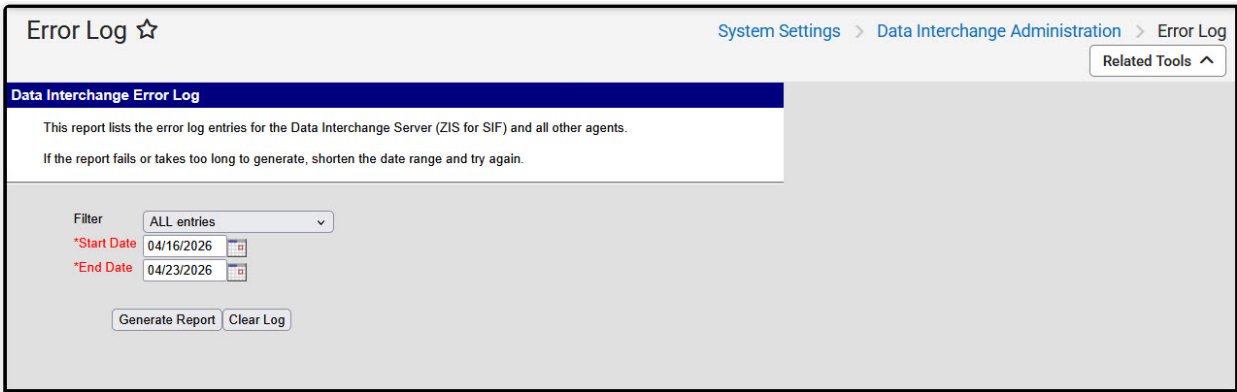 Error Log
System Settings > Data Interchange Administration > Error Log
Related Tools
Data Interchange Error Log
This report lists the error log entries for the Data Interchange Server (ZIS for SIF) and all other agents.
If the report fails or takes too long to generate, shorten the date range and try again.
Filter ALL entries
*Start Date 04/16/2026
*End Date 04/23/2026
Generate Report Clear Log